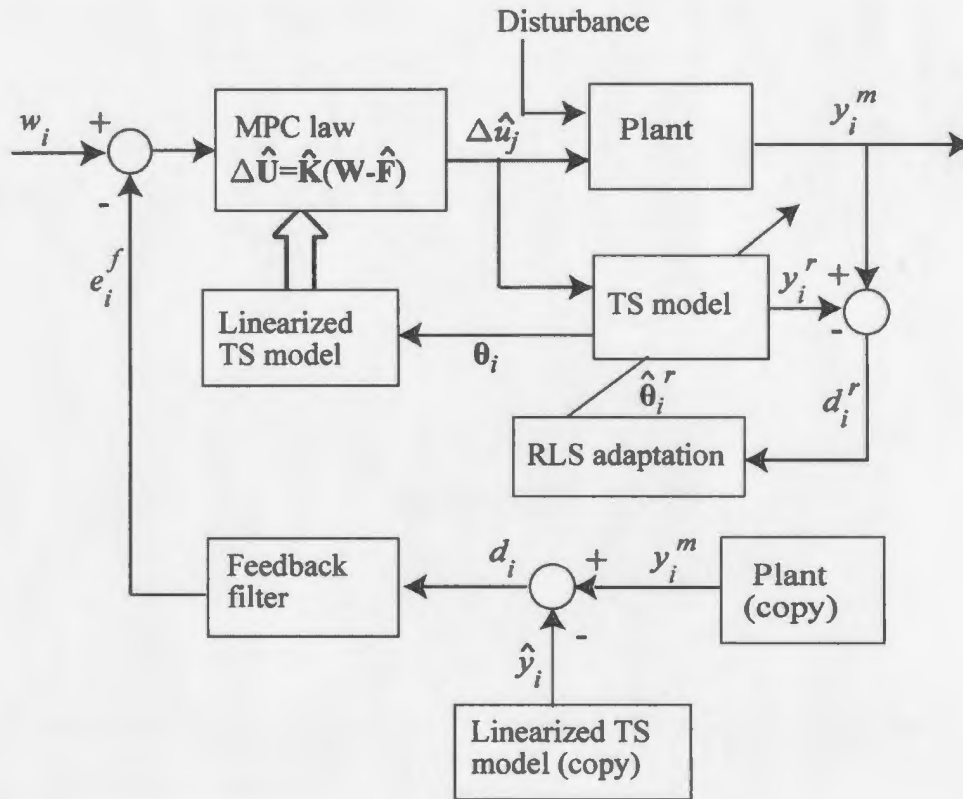 Disturbance
w_i
+
-
MPC law
ΔÛ=K̂(W-F̂)
Δû_j
Plant
y_i^m
e_i^f
Linearized
TS model
θ_i
TS model
y_i^r
+
-
θ̂_i^r
d_i^r
RLS adaptation
Feedback
filter
d_i
+
y_i^m
-
Plant
(copy)
ŷ_i
Linearized TS
model (copy)